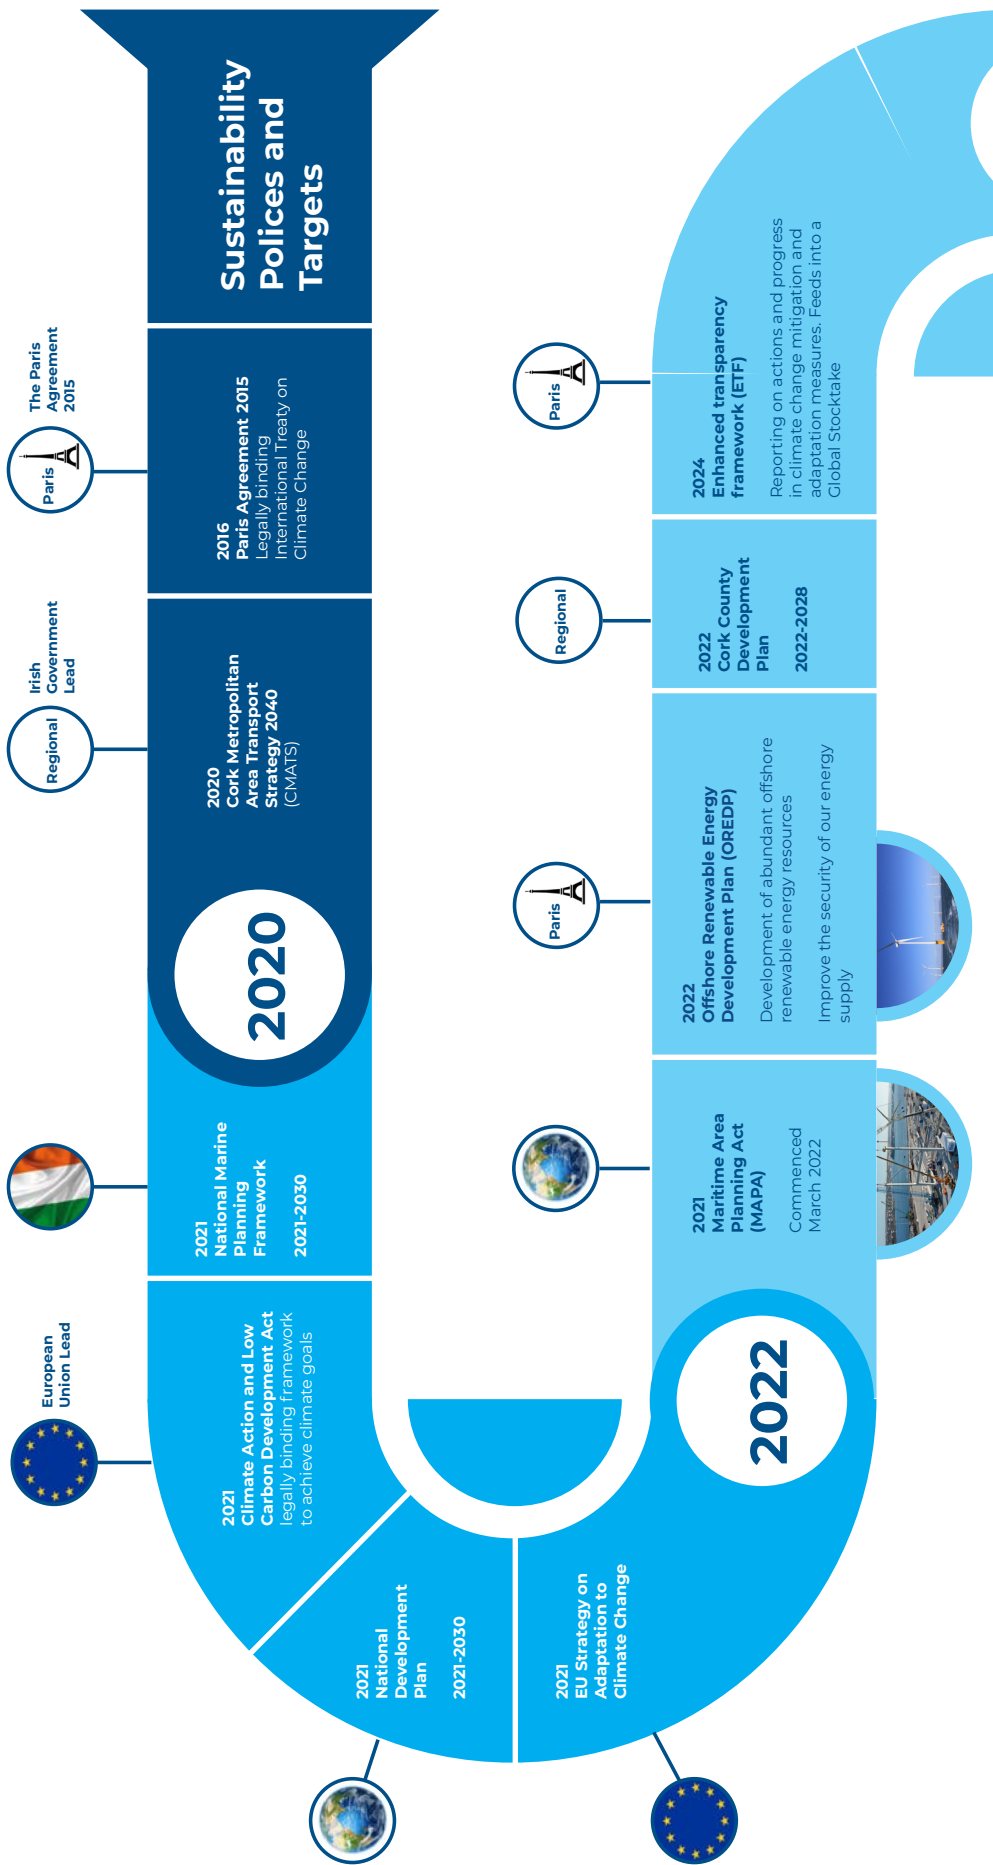 Sustainability
Polices and
Targets
The Paris
Agreement
2015
Paris
2016
Paris Agreement 2015
Legally binding
International Treaty on
Climate Change
Irish
Government
Lead
Regional
2020
Cork Metropolitan
Area Transport
Strategy 2040
(CMATS)
2020
2021
National Marine
Planning
Framework
2021-2030
European
Union Lead
2021
Climate Action and Low
Carbon Development Act
legally binding framework
to achieve climate goals
2021
National
Development
Plan
2021-2030
2021
EU Strategy on
Adaptation to
Climate Change
2022
2021
Maritime Area
Planning Act
(MAPA)
Commenced
March 2022
Paris
2022
Offshore Renewable Energy
Development Plan (OREDP)
Development of abundant offshore
renewable energy resources
Improve the security of our energy
supply
Regional
2022
Cork County
Development
Plan
2022-2028
Paris
2024
Enhanced transparency
framework (ETF)
Reporting on actions and progress
in climate change mitigation and
adaptation measures. Feeds into a
Global Stocktake